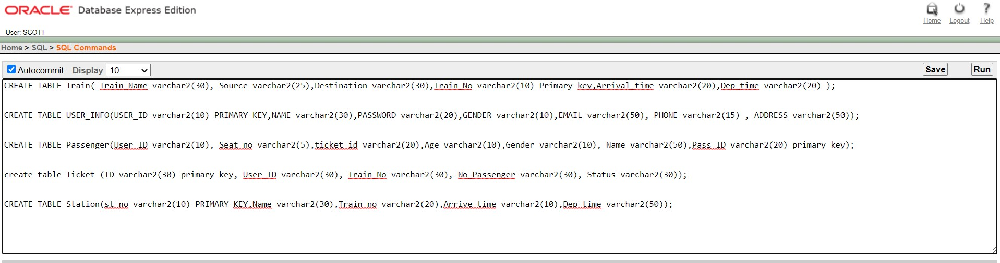 ORACLE Database Express Edition
Home Logout Help
User: SCOTT
Home > SQL > SQL Commands
Autocommit Display 10 Save Run
CREATE TABLE Train( Train_Name varchar2(30), Source varchar2(25),Destination varchar2(30),Train_No varchar2(10) Primary key,Arrival_time varchar2(20),Dep_time varchar2(20) );
CREATE TABLE USER_INFO(USER_ID varchar2(10) PRIMARY KEY,NAME varchar2(30),PASSWORD varchar2(20),GENDER varchar2(10),EMAIL varchar2(50), PHONE varchar2(15) , ADDRESS varchar2(50));
CREATE TABLE Passenger(User_ID varchar2(10), Seat_no varchar2(5),ticket_id varchar2(20),Age varchar2(10),Gender varchar2(10), Name varchar2(50),Pass_ID varchar2(20) primary key);
create table Ticket (ID varchar2(30) primary key, User_ID varchar2(30), Train_No varchar2(30), No_Passenger varchar2(30), Status varchar2(30));
CREATE TABLE Station(st_no varchar2(10) PRIMARY KEY,Name varchar2(30),Train_no varchar2(20),Arrive_time varchar2(10),Dep_time varchar2(50));